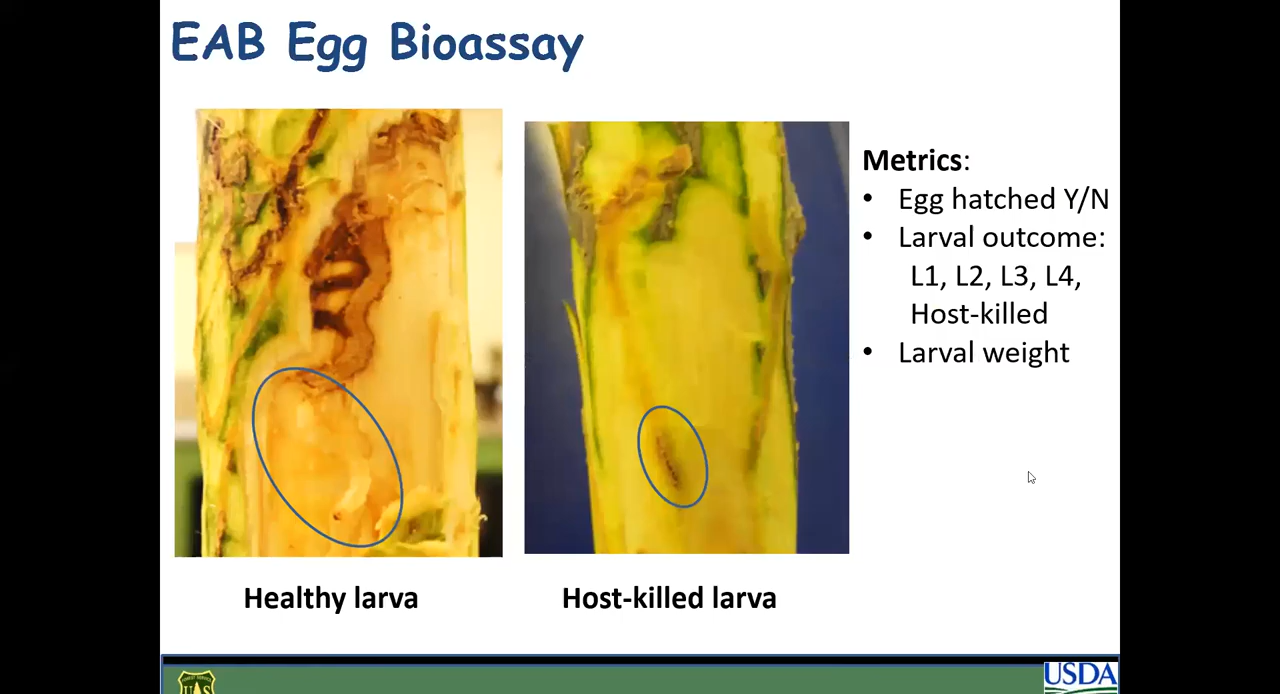 EAB Egg Bioassay
Metrics:
• Egg hatched Y/N
• Larval outcome:
L1, L2, L3, L4,
Host-killed
• Larval weight
Healthy larva
Host-killed larva
UAS
USDA